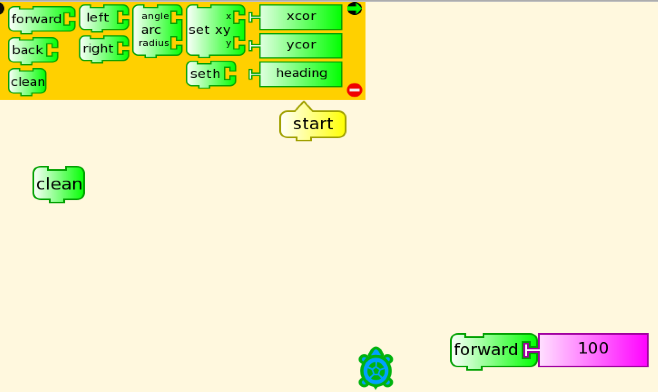 forward
left
angle
arc
radius
set xy
x
y
xcor
back
right
ycor
clean
seth
heading
start
clean
forward
100